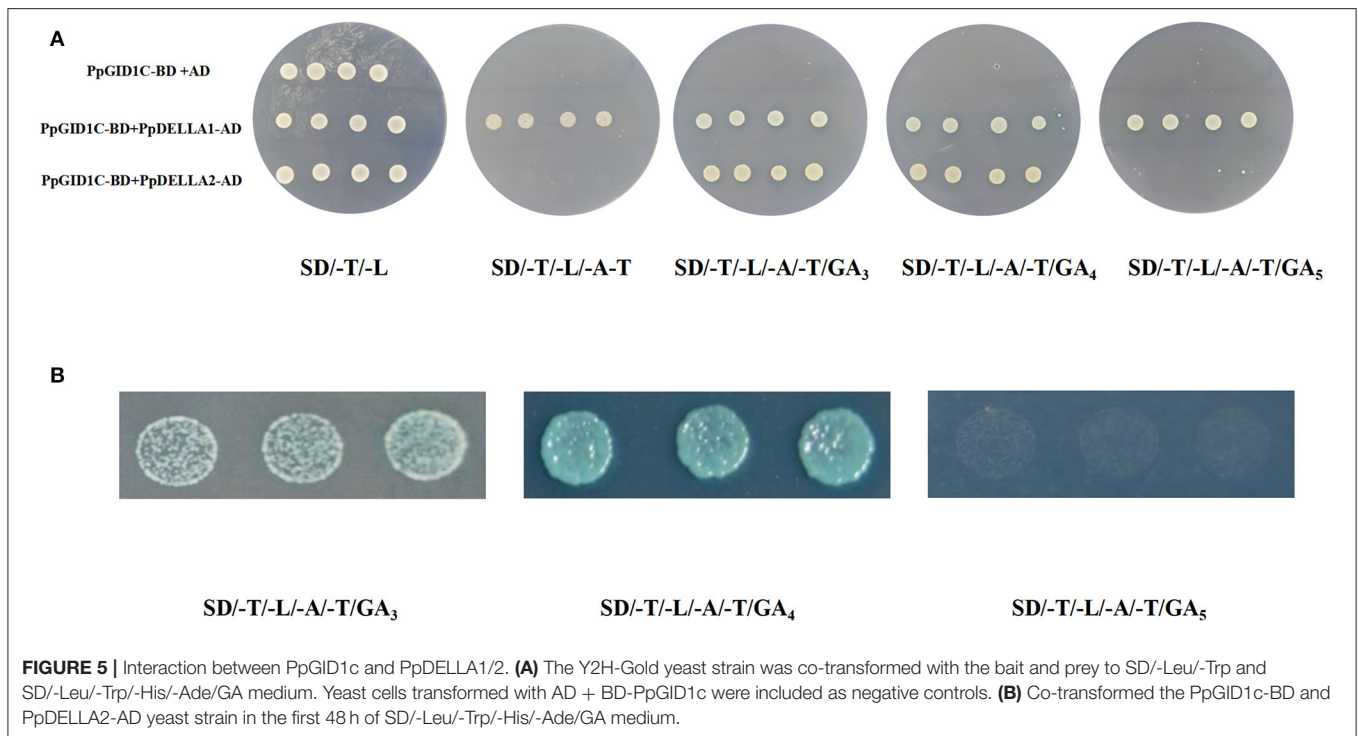 A
PpGID1C-BD +AD
PpGID1C-BD+PpDELLA1-AD
PpGID1C-BD+PpDELLA2-AD
SD/-T/-L
SD/-T/-L/-A-T
SD/-T/-L/-A/-T/GA3
SD/-T/-L/-A/-T/GA4
SD/-T/-L/-A/-T/GA5
B
SD/-T/-L/-A/-T/GA3
SD/-T/-L/-A/-T/GA4
SD/-T/-L/-A/-T/GA5
FIGURE 5 | Interaction between PpGID1c and PpDELLA1/2. (A) The Y2H-Gold yeast strain was co-transformed with the bait and prey to SD/-Leu/-Trp and
SD/-Leu/-Trp/-His/-Ade/GA medium. Yeast cells transformed with AD + BD-PpGID1c were included as negative controls. (B) Co-transformed the PpGID1c-BD and
PpDELLA2-AD yeast strain in the first 48 h of SD/-Leu/-Trp/-His/-Ade/GA medium.